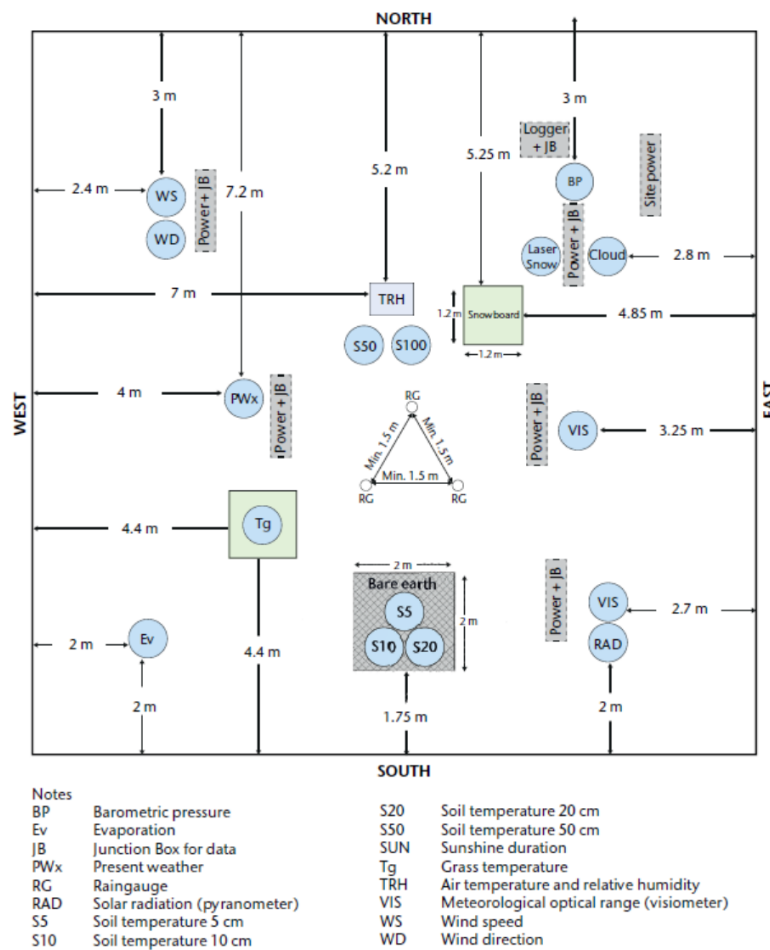 NORTH
3 m
7.2 m
5.2 m
5.25 m
3 m
Logger
+ JB
Site power
BP
2.4 m
WS
WD
Power + JB
Power + JB
Laser
Snow
Cloud
2.8 m
7 m
TRH
1.2 m
Snowboard
4.85 m
1.2 m
S50
S100
WEST
EAST
4 m
PWx
Power + JB
RG
Min. 1.5 m
Min. 1.5 m
Min. 1.5 m
RG
RG
Power + JB
VIS
3.25 m
4.4 m
Tg
2 m
Bare earth
S5
S10
S20
2 m
Power + JB
VIS
RAD
2.7 m
2 m
Ev
2 m
4.4 m
1.75 m
2 m
SOUTH
Notes
BP Barometric pressure
Ev Evaporation
JB Junction Box for data
PWx Present weather
RG Raingauge
RAD Solar radiation (pyranometer)
S5 Soil temperature 5 cm
S10 Soil temperature 10 cm
S20 Soil temperature 20 cm
S50 Soil temperature 50 cm
SUN Sunshine duration
Tg Grass temperature
TRH Air temperature and relative humidity
VIS Meteorological optical range (visiometer)
WS Wind speed
WD Wind direction